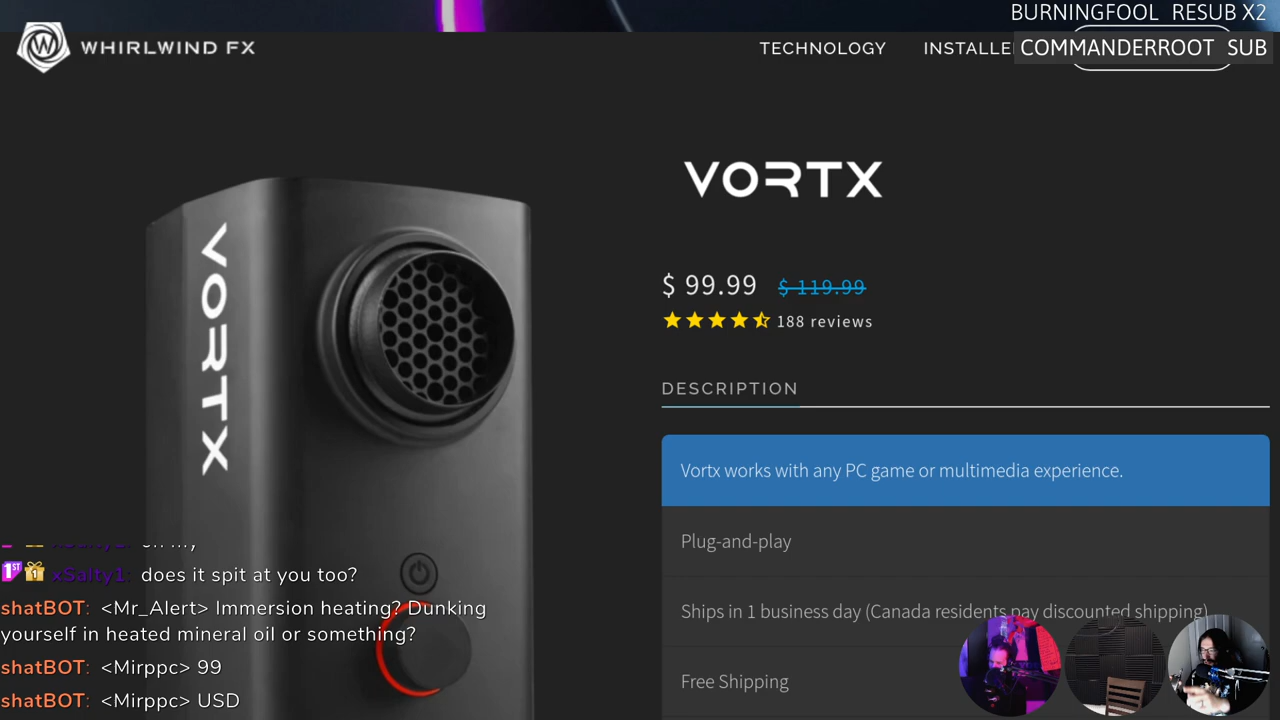 BURNINGFOOL RESUB X2
WHIRLWIND FX
TECHNOLOGY
COMMANDERROOT SUB
VORTX
VORTX
$ 99.99 $ 119.99
188 reviews
DESCRIPTION
Vortx works with any PC game or multimedia experience.
Plug-and-play
Ships in 1 business day (Canada residents pay discounted shipping)
Free Shipping
xSalty1: does it spit at you too?
shatBOT: <Mr_Alert> Immersion heating? Dunking
yourself in heated mineral oil or something?
shatBOT: <Mirppc> 99
shatBOT: <Mirppc> USD